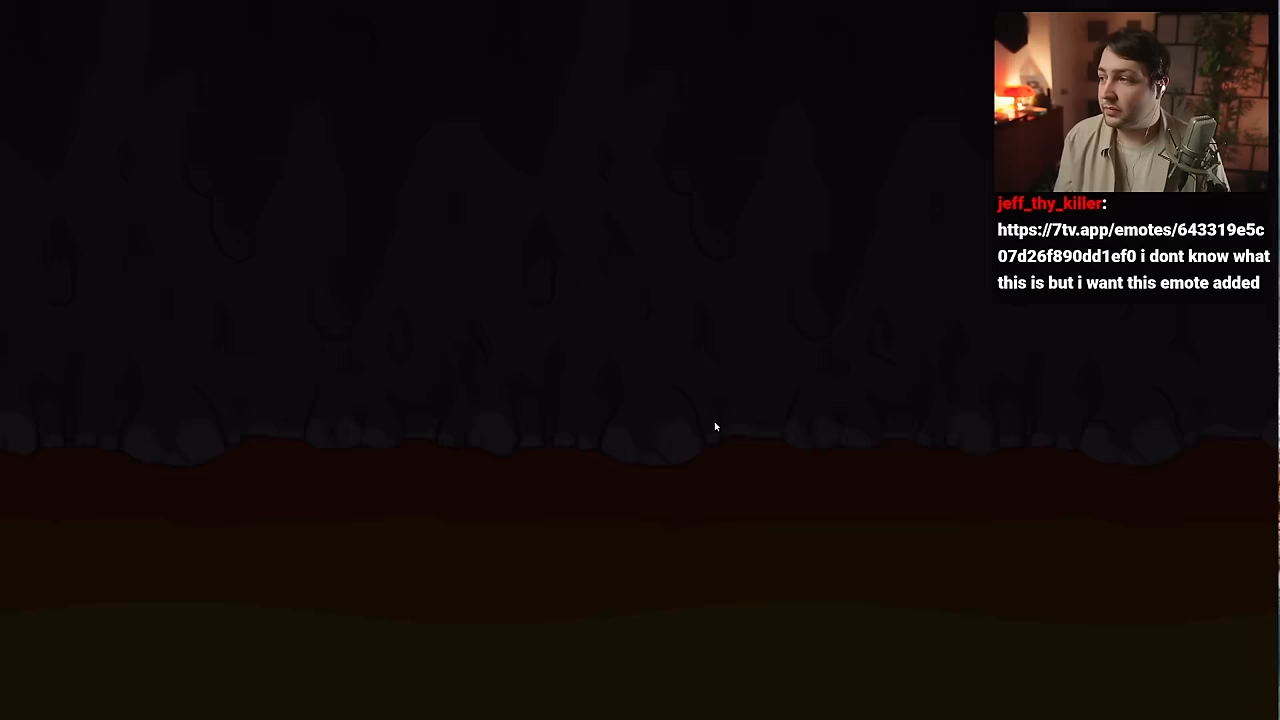 jeff_thy_killer:
https://7tv.app/emotes/643319e5c
07d26f890dd1ef0 i dont know what
this is but i want this emote added